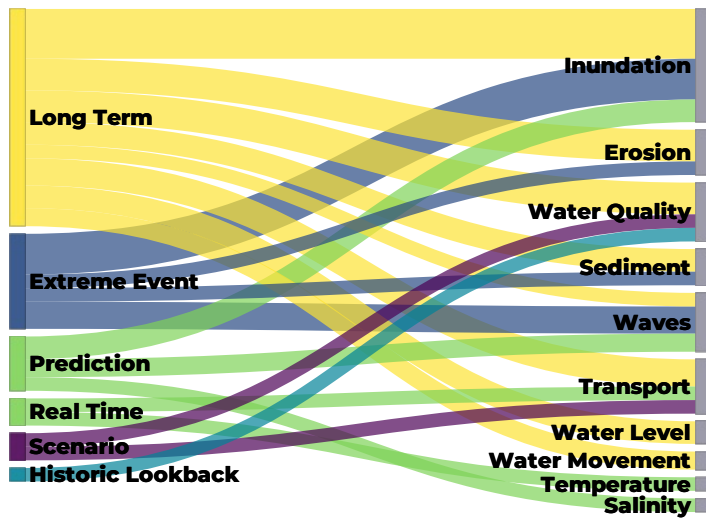 Long Term
Extreme Event
Prediction
Real Time
Scenario
Historic Lookback
Inundation
Erosion
Water Quality
Sediment
Waves
Transport
Water Level
Water Movement
Temperature
Salinity